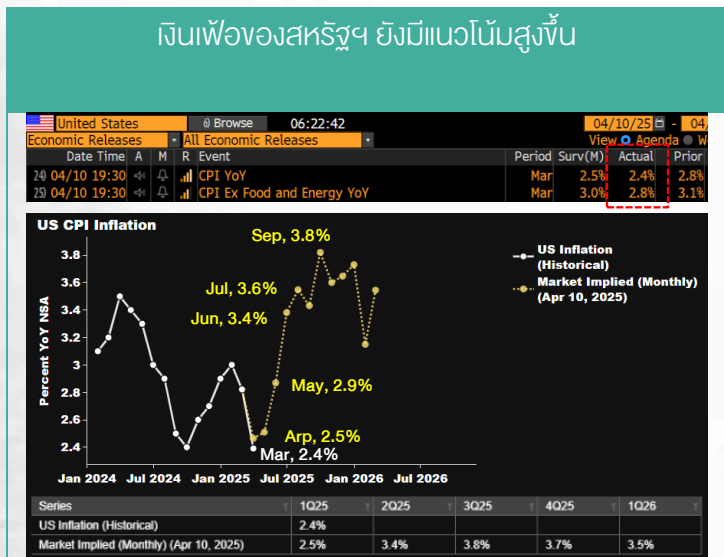 เงินเฟ้อของสหรัฐฯ ยังมีแนวโน้มสูงขึ้น
United States Browse 06:22:42 04/10/25 - 04/
Economic Releases All Economic Releases View Agenda W
Date Time A M R Event Period Surv(M) Actual Prior
24) 04/10 19:30 CPI YoY Mar 2.5% 2.4% 2.8%
25) 04/10 19:30 CPI Ex Food and Energy YoY Mar 3.0% 2.8% 3.1%
US CPI Inflation
Percent YoY NSA
3.8
3.6
3.4
3.2
3
2.8
2.6
2.4
Sep, 3.8%
Jul, 3.6%
Jun, 3.4%
May, 2.9%
Arp, 2.5%
Mar, 2.4%
US Inflation
(Historical)
Market Implied (Monthly)
(Apr 10, 2025)
Jan 2024 Jul 2024 Jan 2025 Jul 2025 Jan 2026 Jul 2026
Series 1Q25 2Q25 3Q25 4Q25 1Q26
US Inflation (Historical) 2.4%
Market Implied (Monthly) (Apr 10, 2025) 2.5% 3.4% 3.8% 3.7% 3.5%